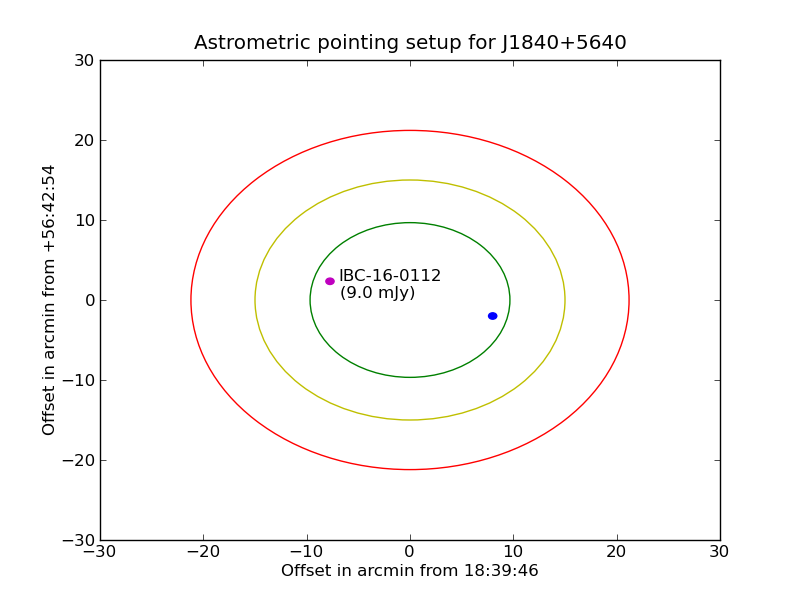 Astrometric pointing setup for J1840+5640
30
20
10
0
−10
−20
−30
Offset in arcmin from +56:42:54
IBC-16-0112
(9.0 mJy)
−30 −20 −10 0 10 20 30
Offset in arcmin from 18:39:46